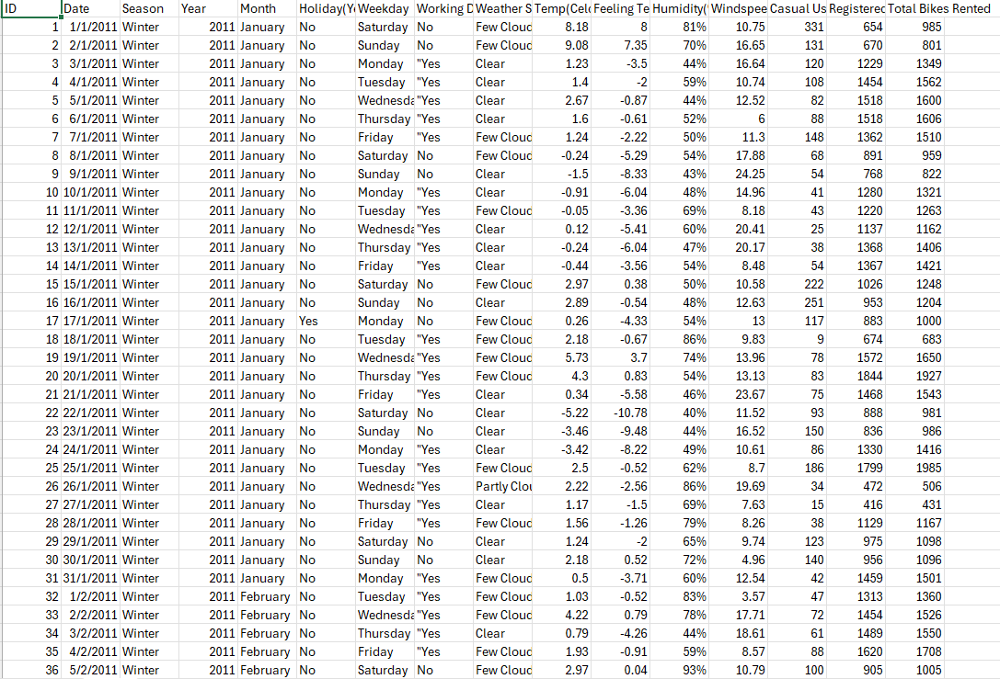 ID Date Season Year Month Holiday(Y Weekday Working D Weather S Temp(Celc Feeling Te Humidity( Windspee Casual Us Registered Total Bikes Rented
1 1/1/2011 Winter 2011 January No Saturday No Few Cloud 8.18 8 81% 10.75 331 654 985
2 2/1/2011 Winter 2011 January No Sunday No Few Cloud 9.08 7.35 70% 16.65 131 670 801
3 3/1/2011 Winter 2011 January No Monday "Yes Clear 1.23 -3.5 44% 16.64 120 1229 1349
4 4/1/2011 Winter 2011 January No Tuesday "Yes Clear 1.4 -2 59% 10.74 108 1454 1562
5 5/1/2011 Winter 2011 January No Wednesda "Yes Clear 2.67 -0.87 44% 12.52 82 1518 1600
6 6/1/2011 Winter 2011 January No Thursday "Yes Clear 1.6 -0.61 52% 6 88 1518 1606
7 7/1/2011 Winter 2011 January No Friday "Yes Few Cloud 1.24 -2.22 50% 11.3 148 1362 1510
8 8/1/2011 Winter 2011 January No Saturday No Few Cloud -0.24 -5.29 54% 17.88 68 891 959
9 9/1/2011 Winter 2011 January No Sunday No Clear -1.5 -8.33 43% 24.25 54 768 822
10 10/1/2011 Winter 2011 January No Monday "Yes Clear -0.91 -6.04 48% 14.96 41 1280 1321
11 11/1/2011 Winter 2011 January No Tuesday "Yes Few Cloud -0.05 -3.36 69% 8.18 43 1220 1263
12 12/1/2011 Winter 2011 January No Wednesda "Yes Clear 0.12 -5.41 60% 20.41 25 1137 1162
13 13/1/2011 Winter 2011 January No Thursday "Yes Clear -0.24 -6.04 47% 20.17 38 1368 1406
14 14/1/2011 Winter 2011 January No Friday "Yes Clear -0.44 -3.56 54% 8.48 54 1367 1421
15 15/1/2011 Winter 2011 January No Saturday No Few Cloud 2.97 0.38 50% 10.58 222 1026 1248
16 16/1/2011 Winter 2011 January No Sunday No Clear 2.89 -0.54 48% 12.63 251 953 1204
17 17/1/2011 Winter 2011 January Yes Monday No Few Cloud 0.26 -4.33 54% 13 117 883 1000
18 18/1/2011 Winter 2011 January No Tuesday "Yes Few Cloud 2.18 -0.67 86% 9.83 9 674 683
19 19/1/2011 Winter 2011 January No Wednesda "Yes Few Cloud 5.73 3.7 74% 13.96 78 1572 1650
20 20/1/2011 Winter 2011 January No Thursday "Yes Few Cloud 4.3 0.83 54% 13.13 83 1844 1927
21 21/1/2011 Winter 2011 January No Friday "Yes Clear 0.34 -5.58 46% 23.67 75 1468 1543
22 22/1/2011 Winter 2011 January No Saturday No Clear -5.22 -10.78 40% 11.52 93 888 981
23 23/1/2011 Winter 2011 January No Sunday No Clear -3.46 -9.48 44% 16.52 150 836 986
24 24/1/2011 Winter 2011 January No Monday "Yes Clear -3.42 -8.22 49% 10.61 86 1330 1416
25 25/1/2011 Winter 2011 January No Tuesday "Yes Few Cloud 2.5 -0.52 62% 8.7 186 1799 1985
26 26/1/2011 Winter 2011 January No Wednesda "Yes Partly Clou 2.22 -2.56 86% 19.69 34 472 506
27 27/1/2011 Winter 2011 January No Thursday "Yes Clear 1.17 -1.5 69% 7.63 15 416 431
28 28/1/2011 Winter 2011 January No Friday "Yes Few Cloud 1.56 -1.26 79% 8.26 38 1129 1167
29 29/1/2011 Winter 2011 January No Saturday No Clear 1.24 -2 65% 9.74 123 975 1098
30 30/1/2011 Winter 2011 January No Sunday No Clear 2.18 0.52 72% 4.96 140 956 1096
31 31/1/2011 Winter 2011 January No Monday "Yes Few Cloud 0.5 -3.71 60% 12.54 42 1459 1501
32 1/2/2011 Winter 2011 February No Tuesday "Yes Few Cloud 1.03 -0.52 83% 3.57 47 1313 1360
33 2/2/2011 Winter 2011 February No Wednesda "Yes Few Cloud 4.22 0.79 78% 17.71 72 1454 1526
34 3/2/2011 Winter 2011 February No Thursday "Yes Clear 0.79 -4.26 44% 18.61 61 1489 1550
35 4/2/2011 Winter 2011 February No Friday "Yes Few Cloud 1.93 -0.91 59% 8.57 88 1620 1708
36 5/2/2011 Winter 2011 February No Saturday No Few Cloud 2.97 0.04 93% 10.79 100 905 1005